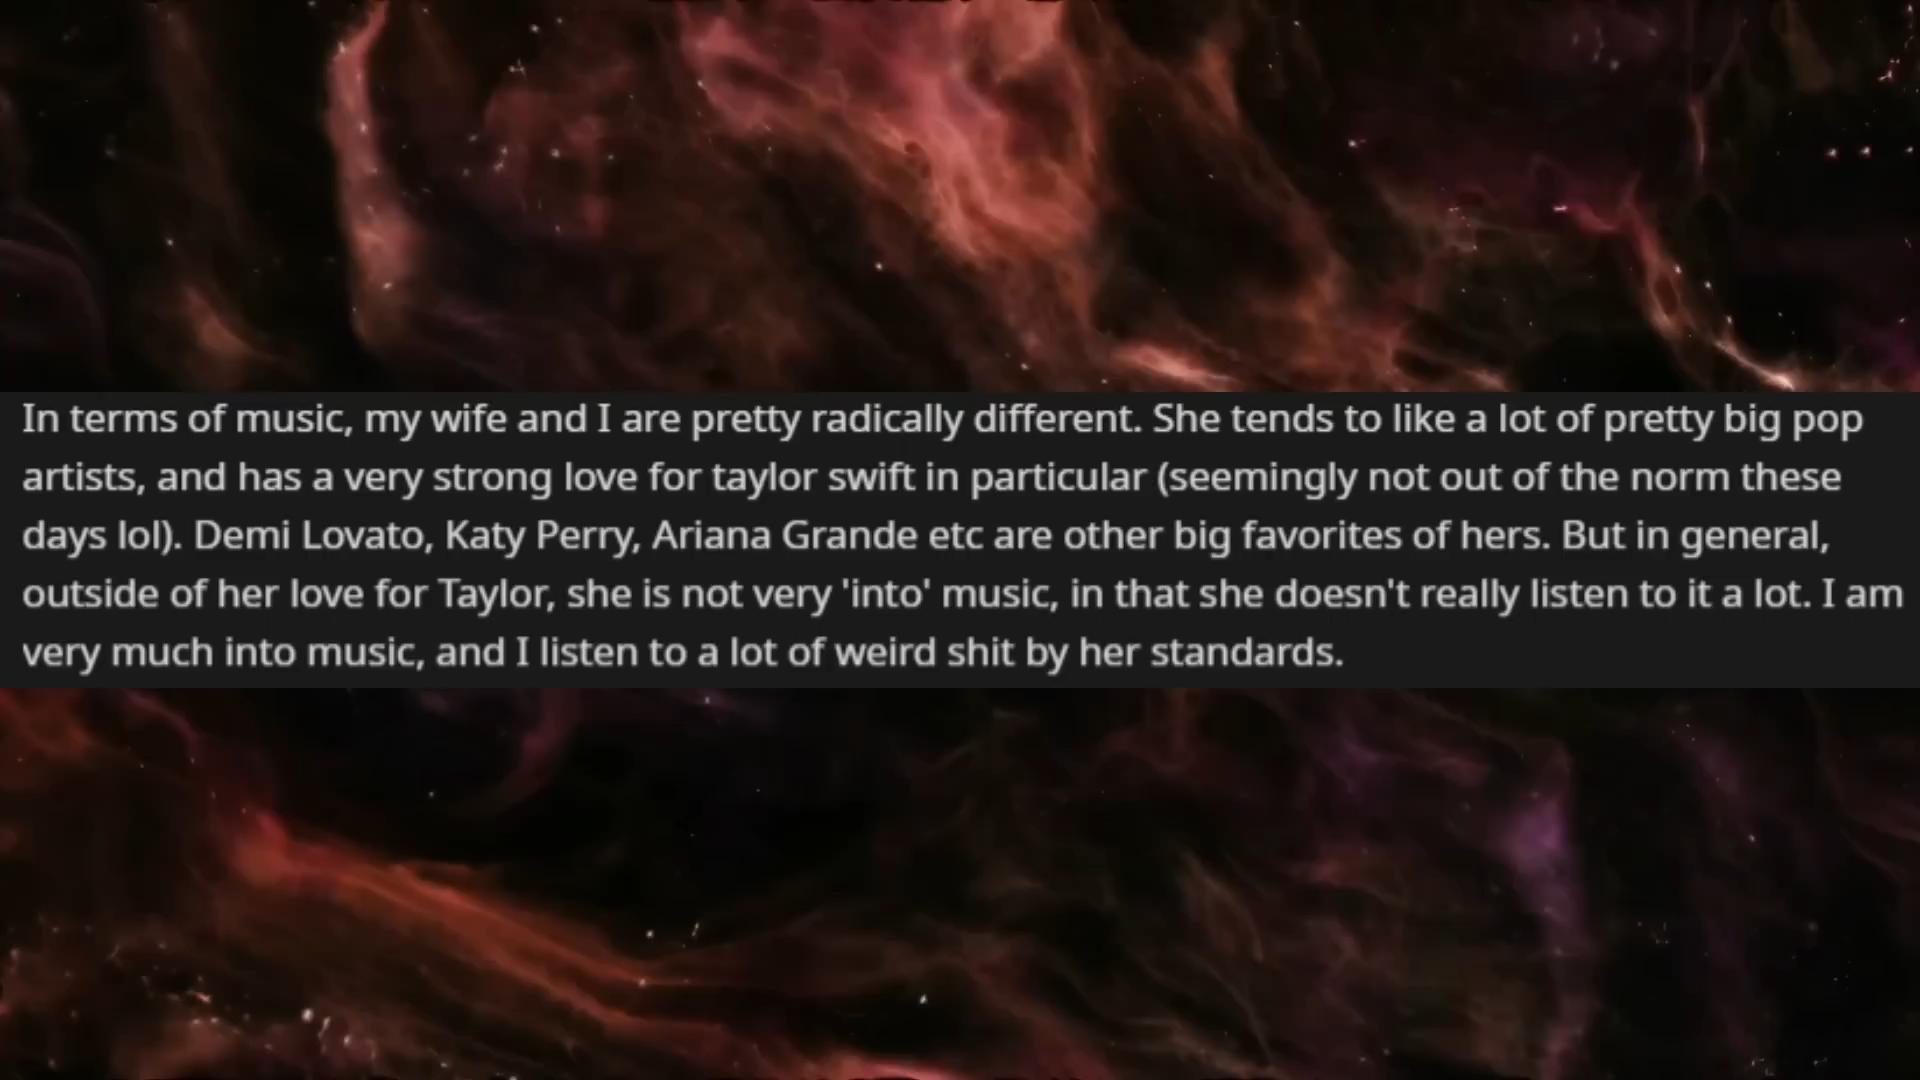 In terms of music, my wife and I are pretty radically different. She tends to like a lot of pretty big pop
artists, and has a very strong love for taylor swift in particular (seemingly not out of the norm these
days lol). Demi Lovato, Katy Perry, Ariana Grande etc are other big favorites of hers. But in general,
outside of her love for Taylor, she is not very 'into' music, in that she doesn't really listen to it a lot. I am
very much into music, and I listen to a lot of weird shit by her standards.